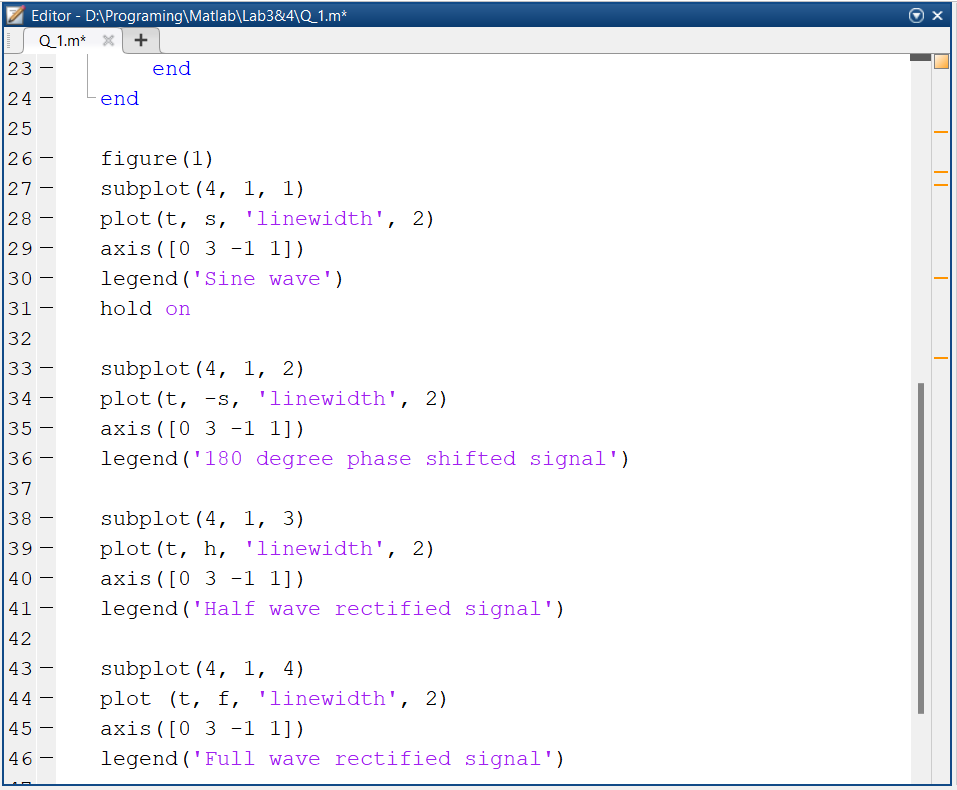 Editor - D:\Programing\Matlab\Lab3&4\Q_1.m*
Q_1.m* × +
23 — end
24 — end
25
26 — figure(1)
27 — subplot(4, 1, 1)
28 — plot(t, s, 'linewidth', 2)
29 — axis([0 3 -1 1])
30 — legend('Sine wave')
31 — hold on
32
33 — subplot(4, 1, 2)
34 — plot(t, -s, 'linewidth', 2)
35 — axis([0 3 -1 1])
36 — legend('180 degree phase shifted signal')
37
38 — subplot(4, 1, 3)
39 — plot(t, h, 'linewidth', 2)
40 — axis([0 3 -1 1])
41 — legend('Half wave rectified signal')
42
43 — subplot(4, 1, 4)
44 — plot (t, f, 'linewidth', 2)
45 — axis([0 3 -1 1])
46 — legend('Full wave rectified signal')